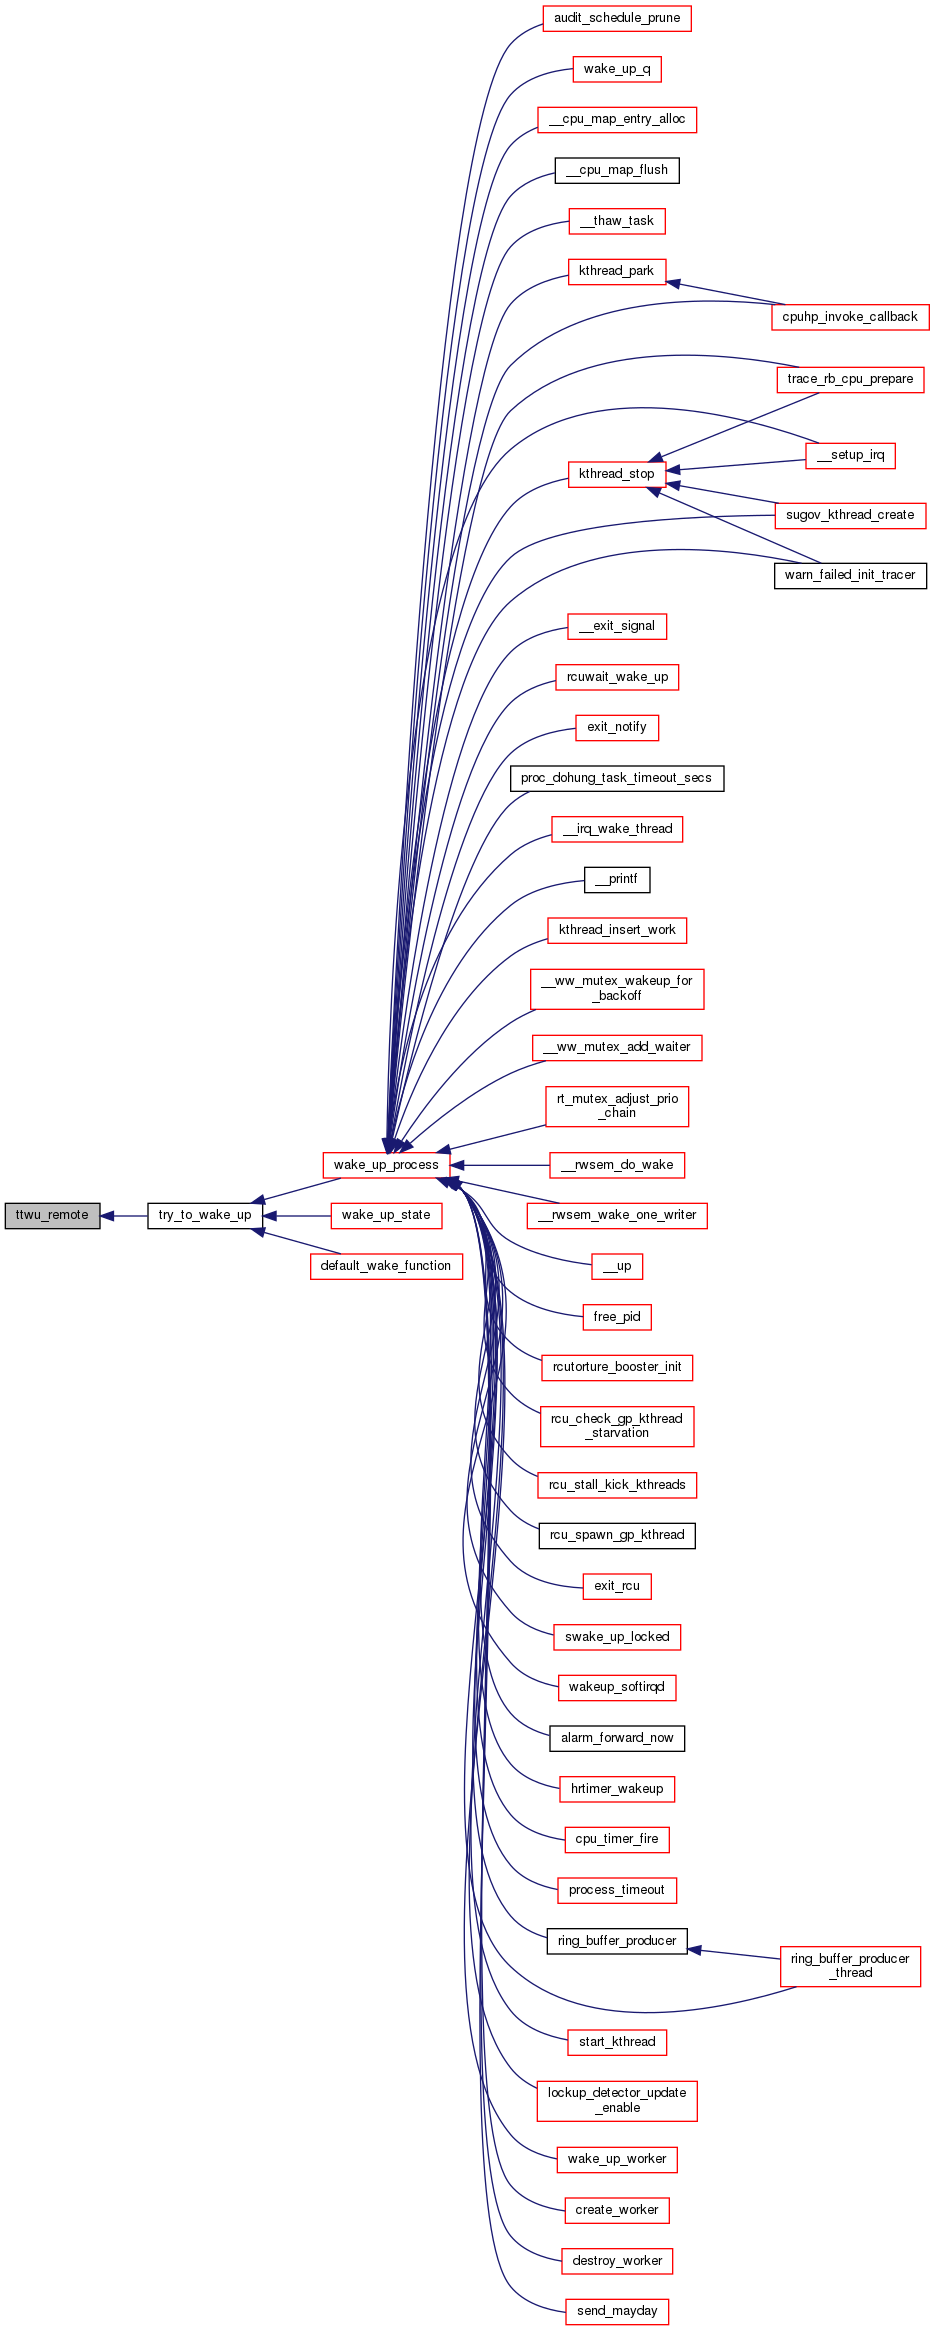 audit_schedule_prune
wake_up_q
__cpu_map_entry_alloc
__cpu_map_flush
__thaw_task
kthread_park
cpuhp_invoke_callback
trace_rb_cpu_prepare
__setup_irq
kthread_stop
sugov_kthread_create
warn_failed_init_tracer
__exit_signal
rcuwait_wake_up
exit_notify
proc_dohung_task_timeout_secs
__irq_wake_thread
__printf
kthread_insert_work
__ww_mutex_wakeup_for
_backoff
__ww_mutex_add_waiter
rt_mutex_adjust_prio
_chain
wake_up_process
__rwsem_do_wake
ttwu_remote
try_to_wake_up
wake_up_state
__rwsem_wake_one_writer
default_wake_function
__up
free_pid
rcutorture_booster_init
rcu_check_gp_kthread
_starvation
rcu_stall_kick_kthreads
rcu_spawn_gp_kthread
exit_rcu
swake_up_locked
wakeup_softirqd
alarm_forward_now
hrtimer_wakeup
cpu_timer_fire
process_timeout
ring_buffer_producer
ring_buffer_producer
_thread
start_kthread
lockup_detector_update
_enable
wake_up_worker
create_worker
destroy_worker
send_mayday